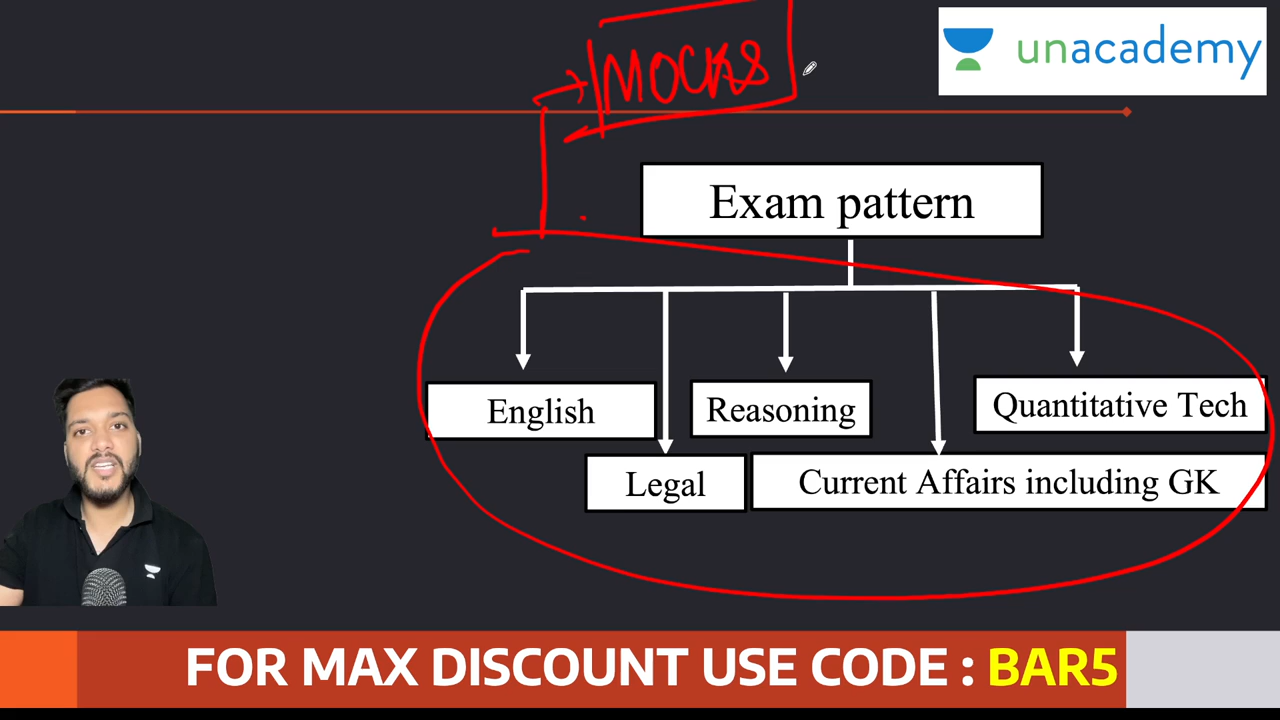 MOCKS
unacademy
Exam pattern
English
Reasoning
Quantitative Tech
Legal
Current Affairs including GK
FOR MAX DISCOUNT USE CODE : BAR5